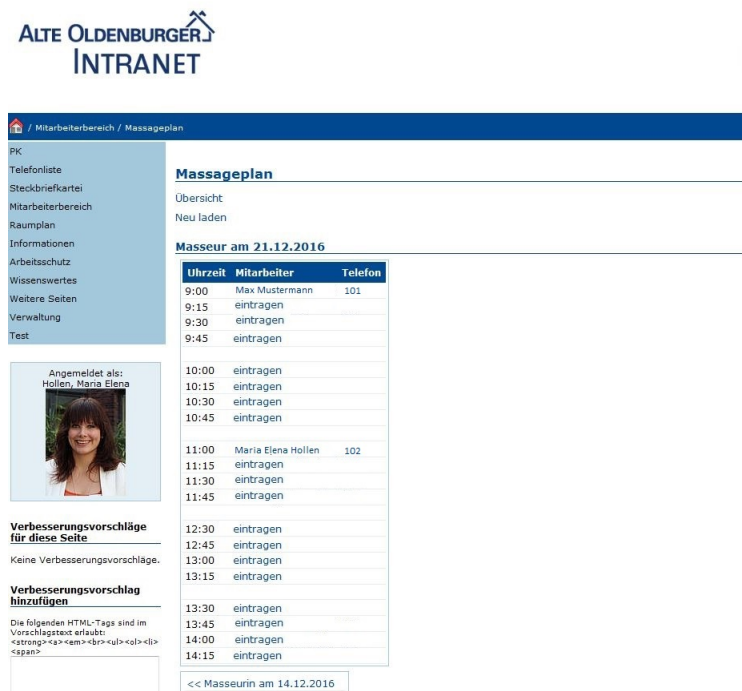 ALTE OLDENBURGER
INTRANET
/ Mitarbeiterbereich / Massageplan
PK
Telefonliste
Steckbriefkartei
Mitarbeiterbereich
Raumplan
Informationen
Arbeitsschutz
Wissenswertes
Weitere Seiten
Verwaltung
Test
Angemeldet als:
Hollen, Maria Elena
Verbesserungsvorschläge
für diese Seite
Keine Verbesserungsvorschläge.
Verbesserungsvorschlag
hinzufügen
Die folgenden HTML-Tags sind im
Vorschlagstext erlaubt:
<strong><a><em><br><ul><ol><li>
<span>
Massageplan
Übersicht
Neu laden
Masseur am 21.12.2016
Uhrzeit Mitarbeiter Telefon
9:00 Max Mustermann 101
9:15 eintragen
9:30 eintragen
9:45 eintragen
10:00 eintragen
10:15 eintragen
10:30 eintragen
10:45 eintragen
11:00 Maria Elena Hollen 102
11:15 eintragen
11:30 eintragen
11:45 eintragen
12:30 eintragen
12:45 eintragen
13:00 eintragen
13:15 eintragen
13:30 eintragen
13:45 eintragen
14:00 eintragen
14:15 eintragen
<< Masseurin am 14.12.2016